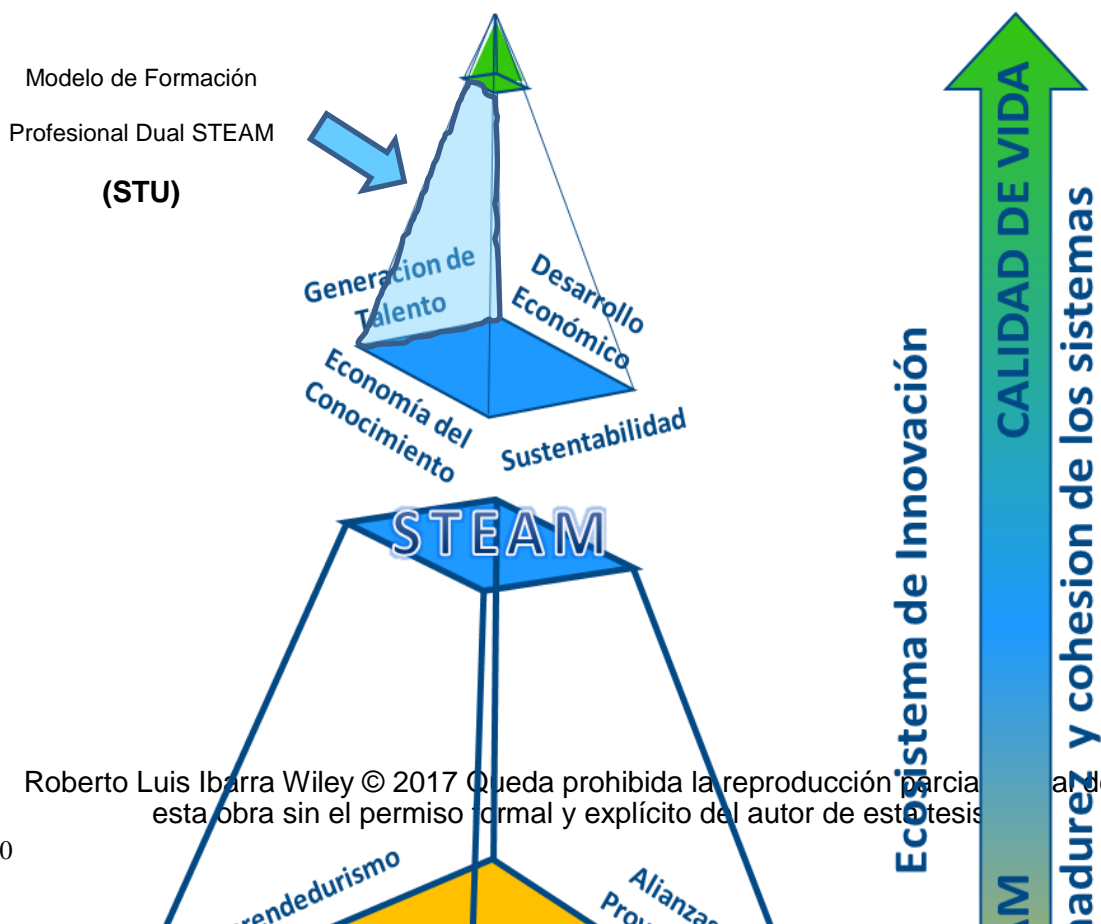 Modelo de Formación
Profesional Dual STEAM
(STU)
Generacion de
Talento
Desarrollo
Económico
Economía del
Conocimiento
Sustentabilidad
STEAM
Ecosistema de Innovación
CALIDAD DE VIDA
y cohesion de los sistemas
Roberto Luis Ibarra Wiley © 2017 Queda prohibida la reproducción
esta obra sin el permiso formal y explícito del autor de esta tesis
0
Alianzas